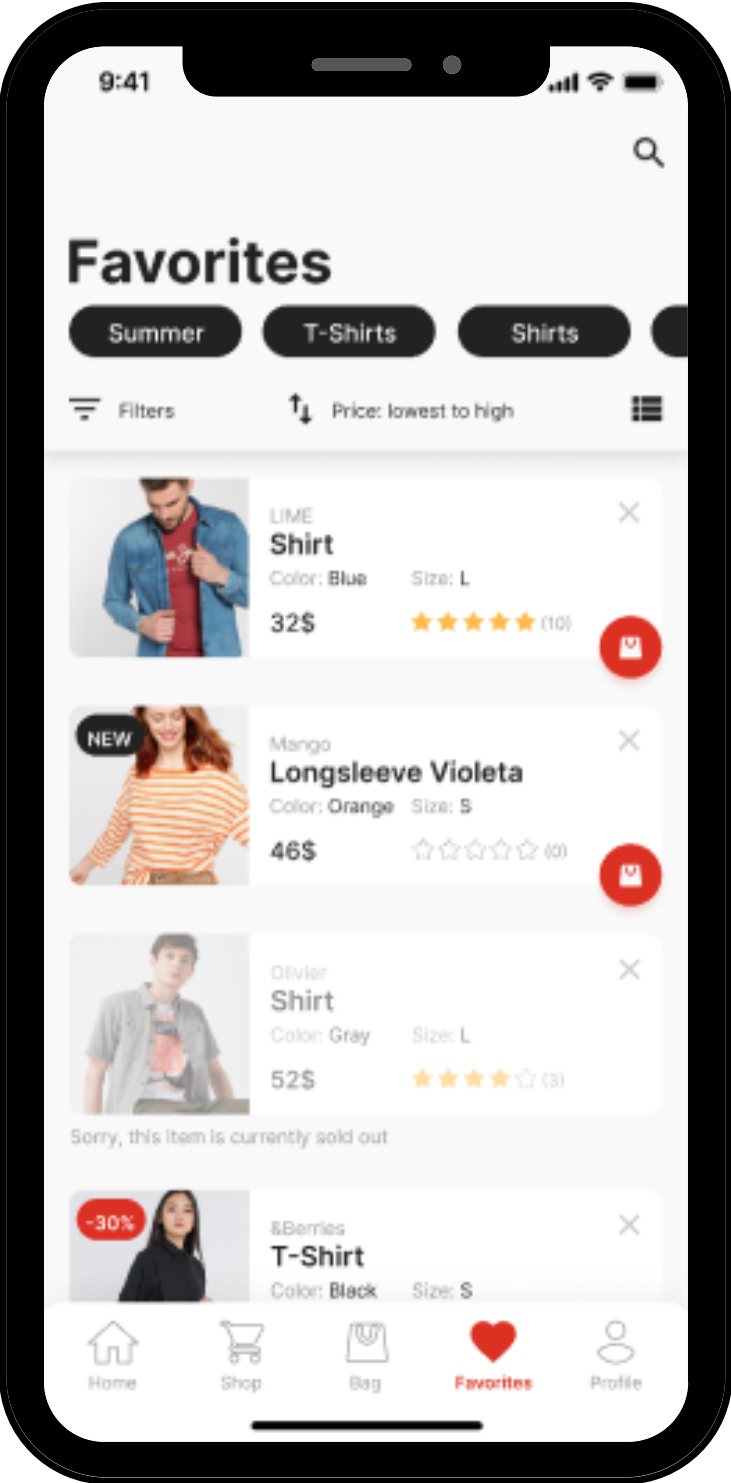 9:41
Favorites
Summer T-Shirts Shirts
Filters Price: lowest to high
LIME
Shirt
Color: Blue Size: L
32$ (10)
NEW
Mango
Longsleeve Violeta
Color: Orange Size: S
46$ (0)
Olivier
Shirt
Color: Gray Size: L
52$ (3)
Sorry, this item is currently sold out
-30%
&Berries
T-Shirt
Color: Black Size: S
Home Shop Bag Favorites Profile